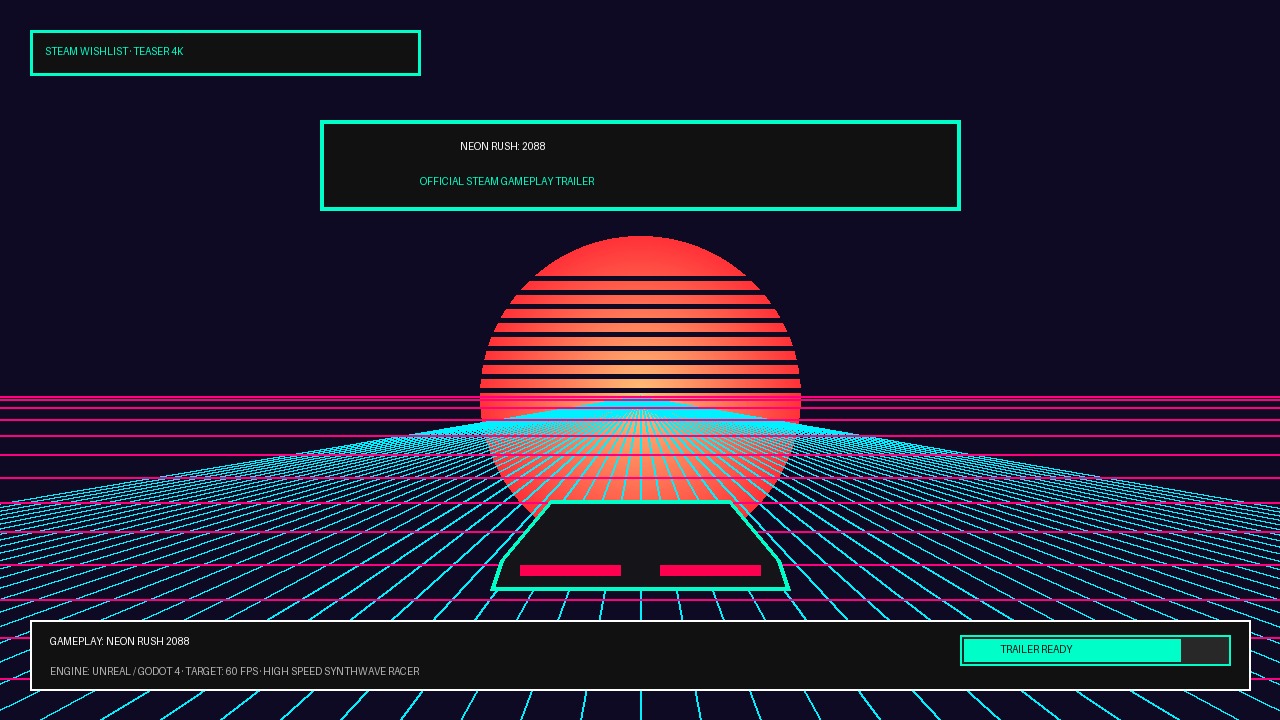 STEAM WISHLIST · TEASER 4K
NEON RUSH: 2088
OFFICIAL STEAM GAMEPLAY TRAILER
GAMEPLAY: NEON RUSH 2088
TRAILER READY
ENGINE: UNREAL / GODOT 4 · TARGET: 60 FPS · HIGH SPEED SYNTHWAVE RACER